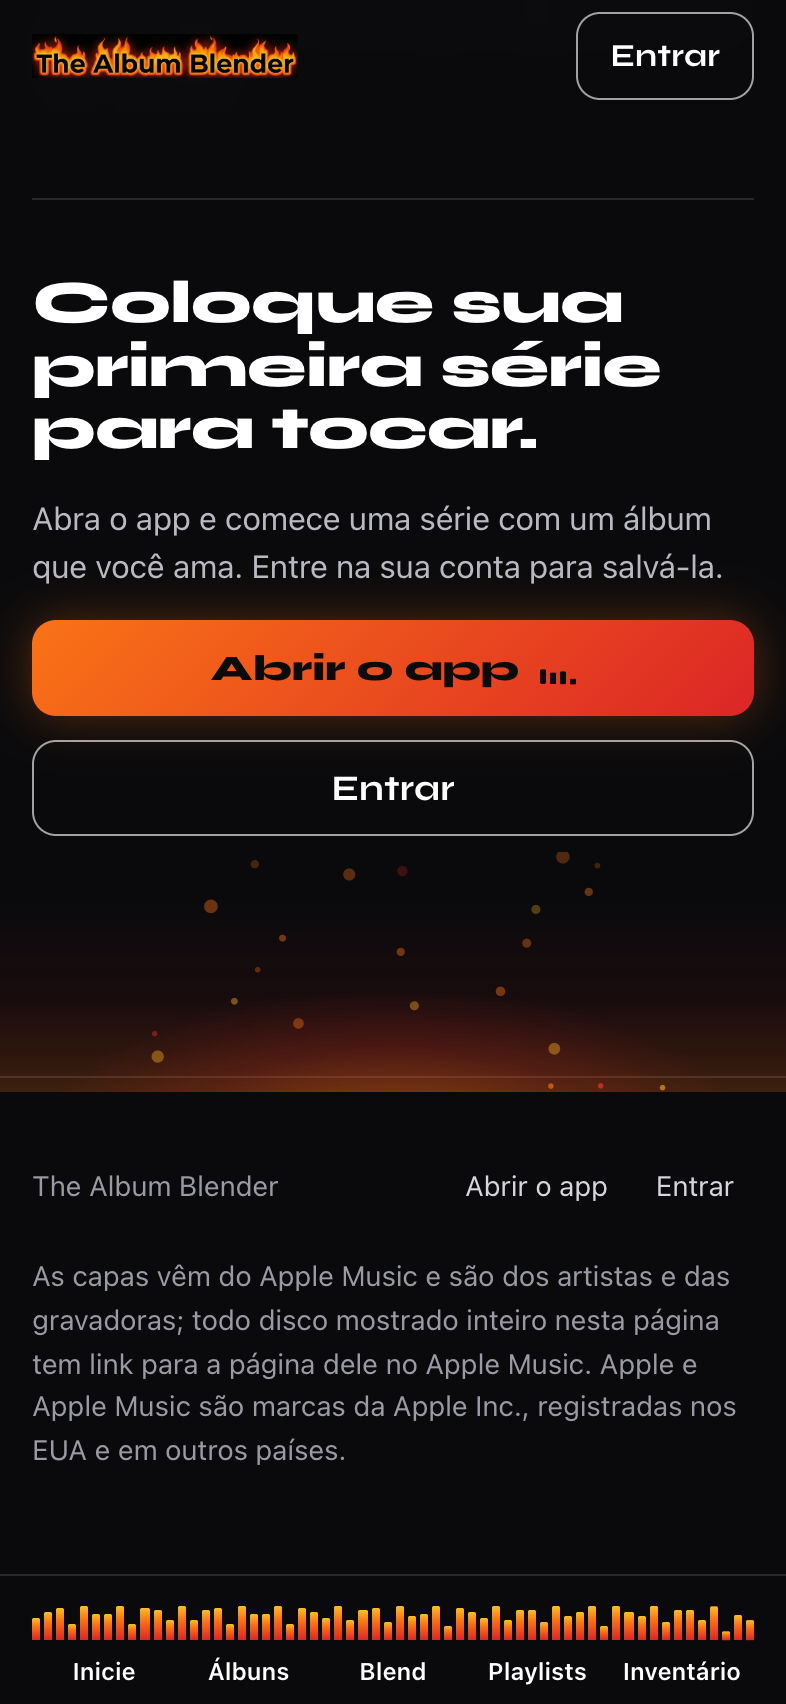 The Album Blender
Entrar
Coloque sua
primeira série
para tocar.
Abra o app e comece uma série com um álbum
que você ama. Entre na sua conta para salvá-la.
Abrir o app
Entrar
The Album Blender
Abrir o app
Entrar
As capas vêm do Apple Music e são dos artistas e das
gravadoras; todo disco mostrado inteiro nesta página
tem link para a página dele no Apple Music. Apple e
Apple Music são marcas da Apple Inc., registradas nos
EUA e em outros países.
Inicie
Álbuns
Blend
Playlists
Inventário